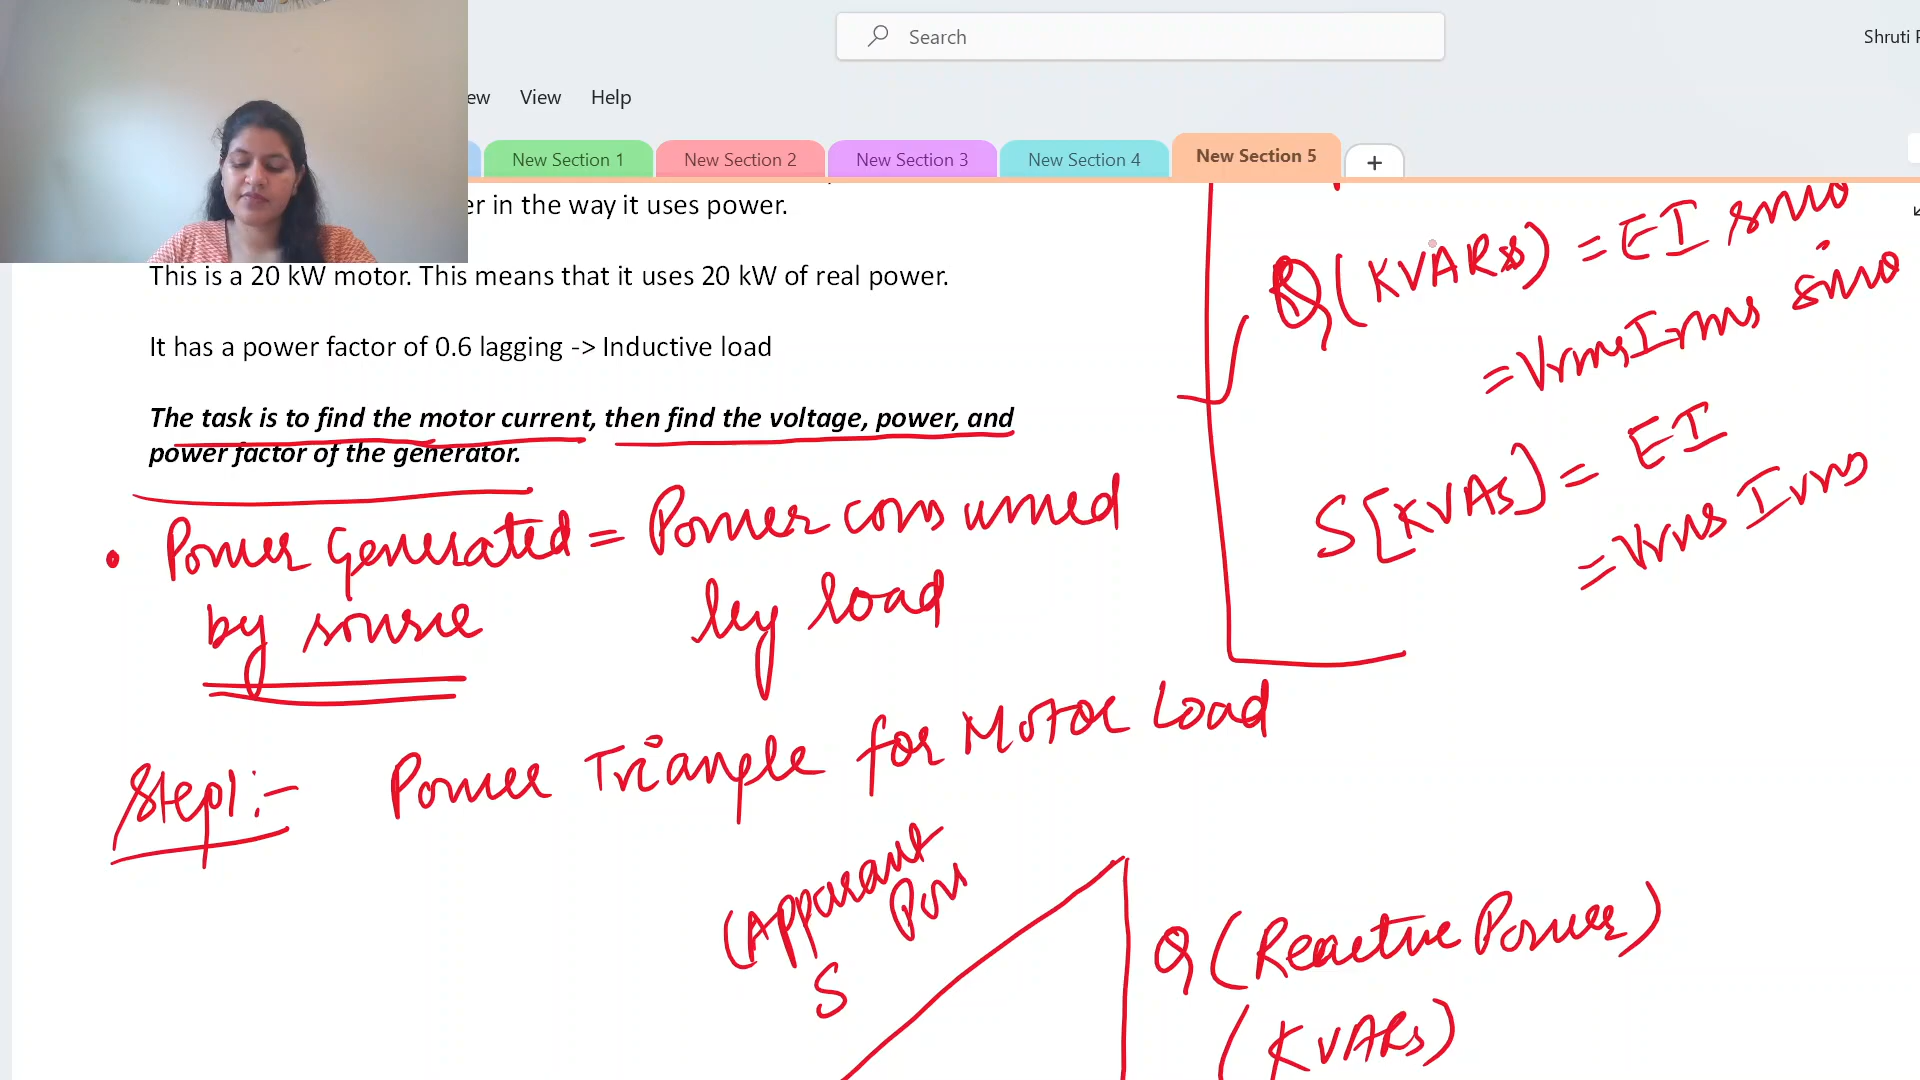 Search
Shruti
ew View Help
New Section 1 New Section 2 New Section 3 New Section 4 New Section 5 +
er in the way it uses power.
This is a 20 kW motor. This means that it uses 20 kW of real power.
It has a power factor of 0.6 lagging -> Inductive load
The task is to find the motor current, then find the voltage, power, and
power factor of the generator.
• Power Generated = Power consumed
by source by load
Q(KVARs) = EI sinθ
= Vrms Irms sinθ
S[KVAs] = EI
= Vrms Irms
Step1:- Power Triangle for Motor Load
(Apparant
Pow
S
Q (Reactive Power)
(KVARs)